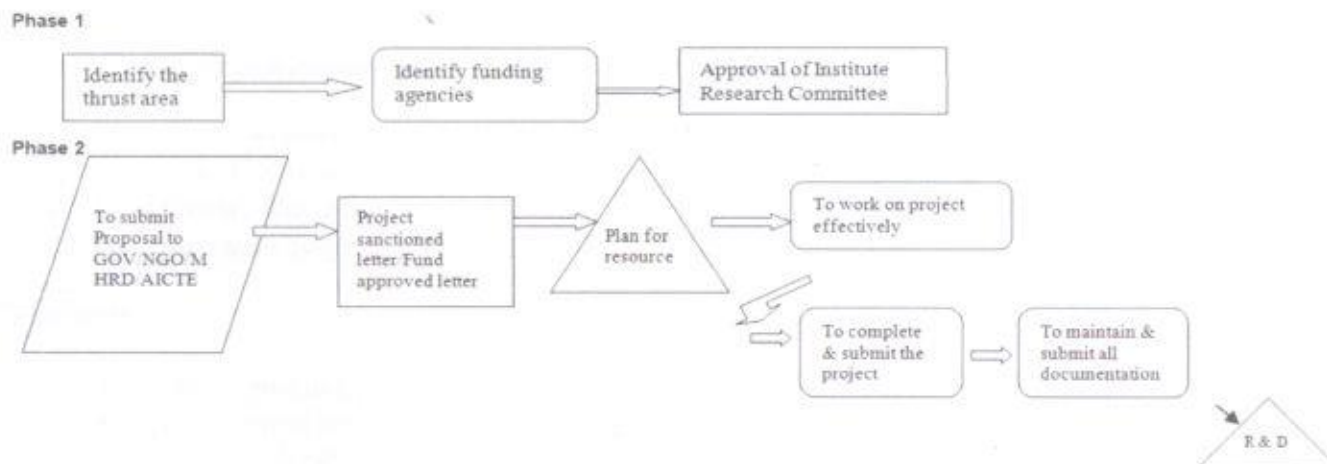 Phase 1
Identify the
thrust area
Identify funding
agencies
Approval of Institute
Research Committee
Phase 2
To submit
Proposal to
GOV NGO M
HRD AICTE
Project
sanctioned
letter Fund
approved letter
Plan for
resource
To work on project
effectively
To complete
& submit the
project
To maintain &
submit all
documentation
R & D